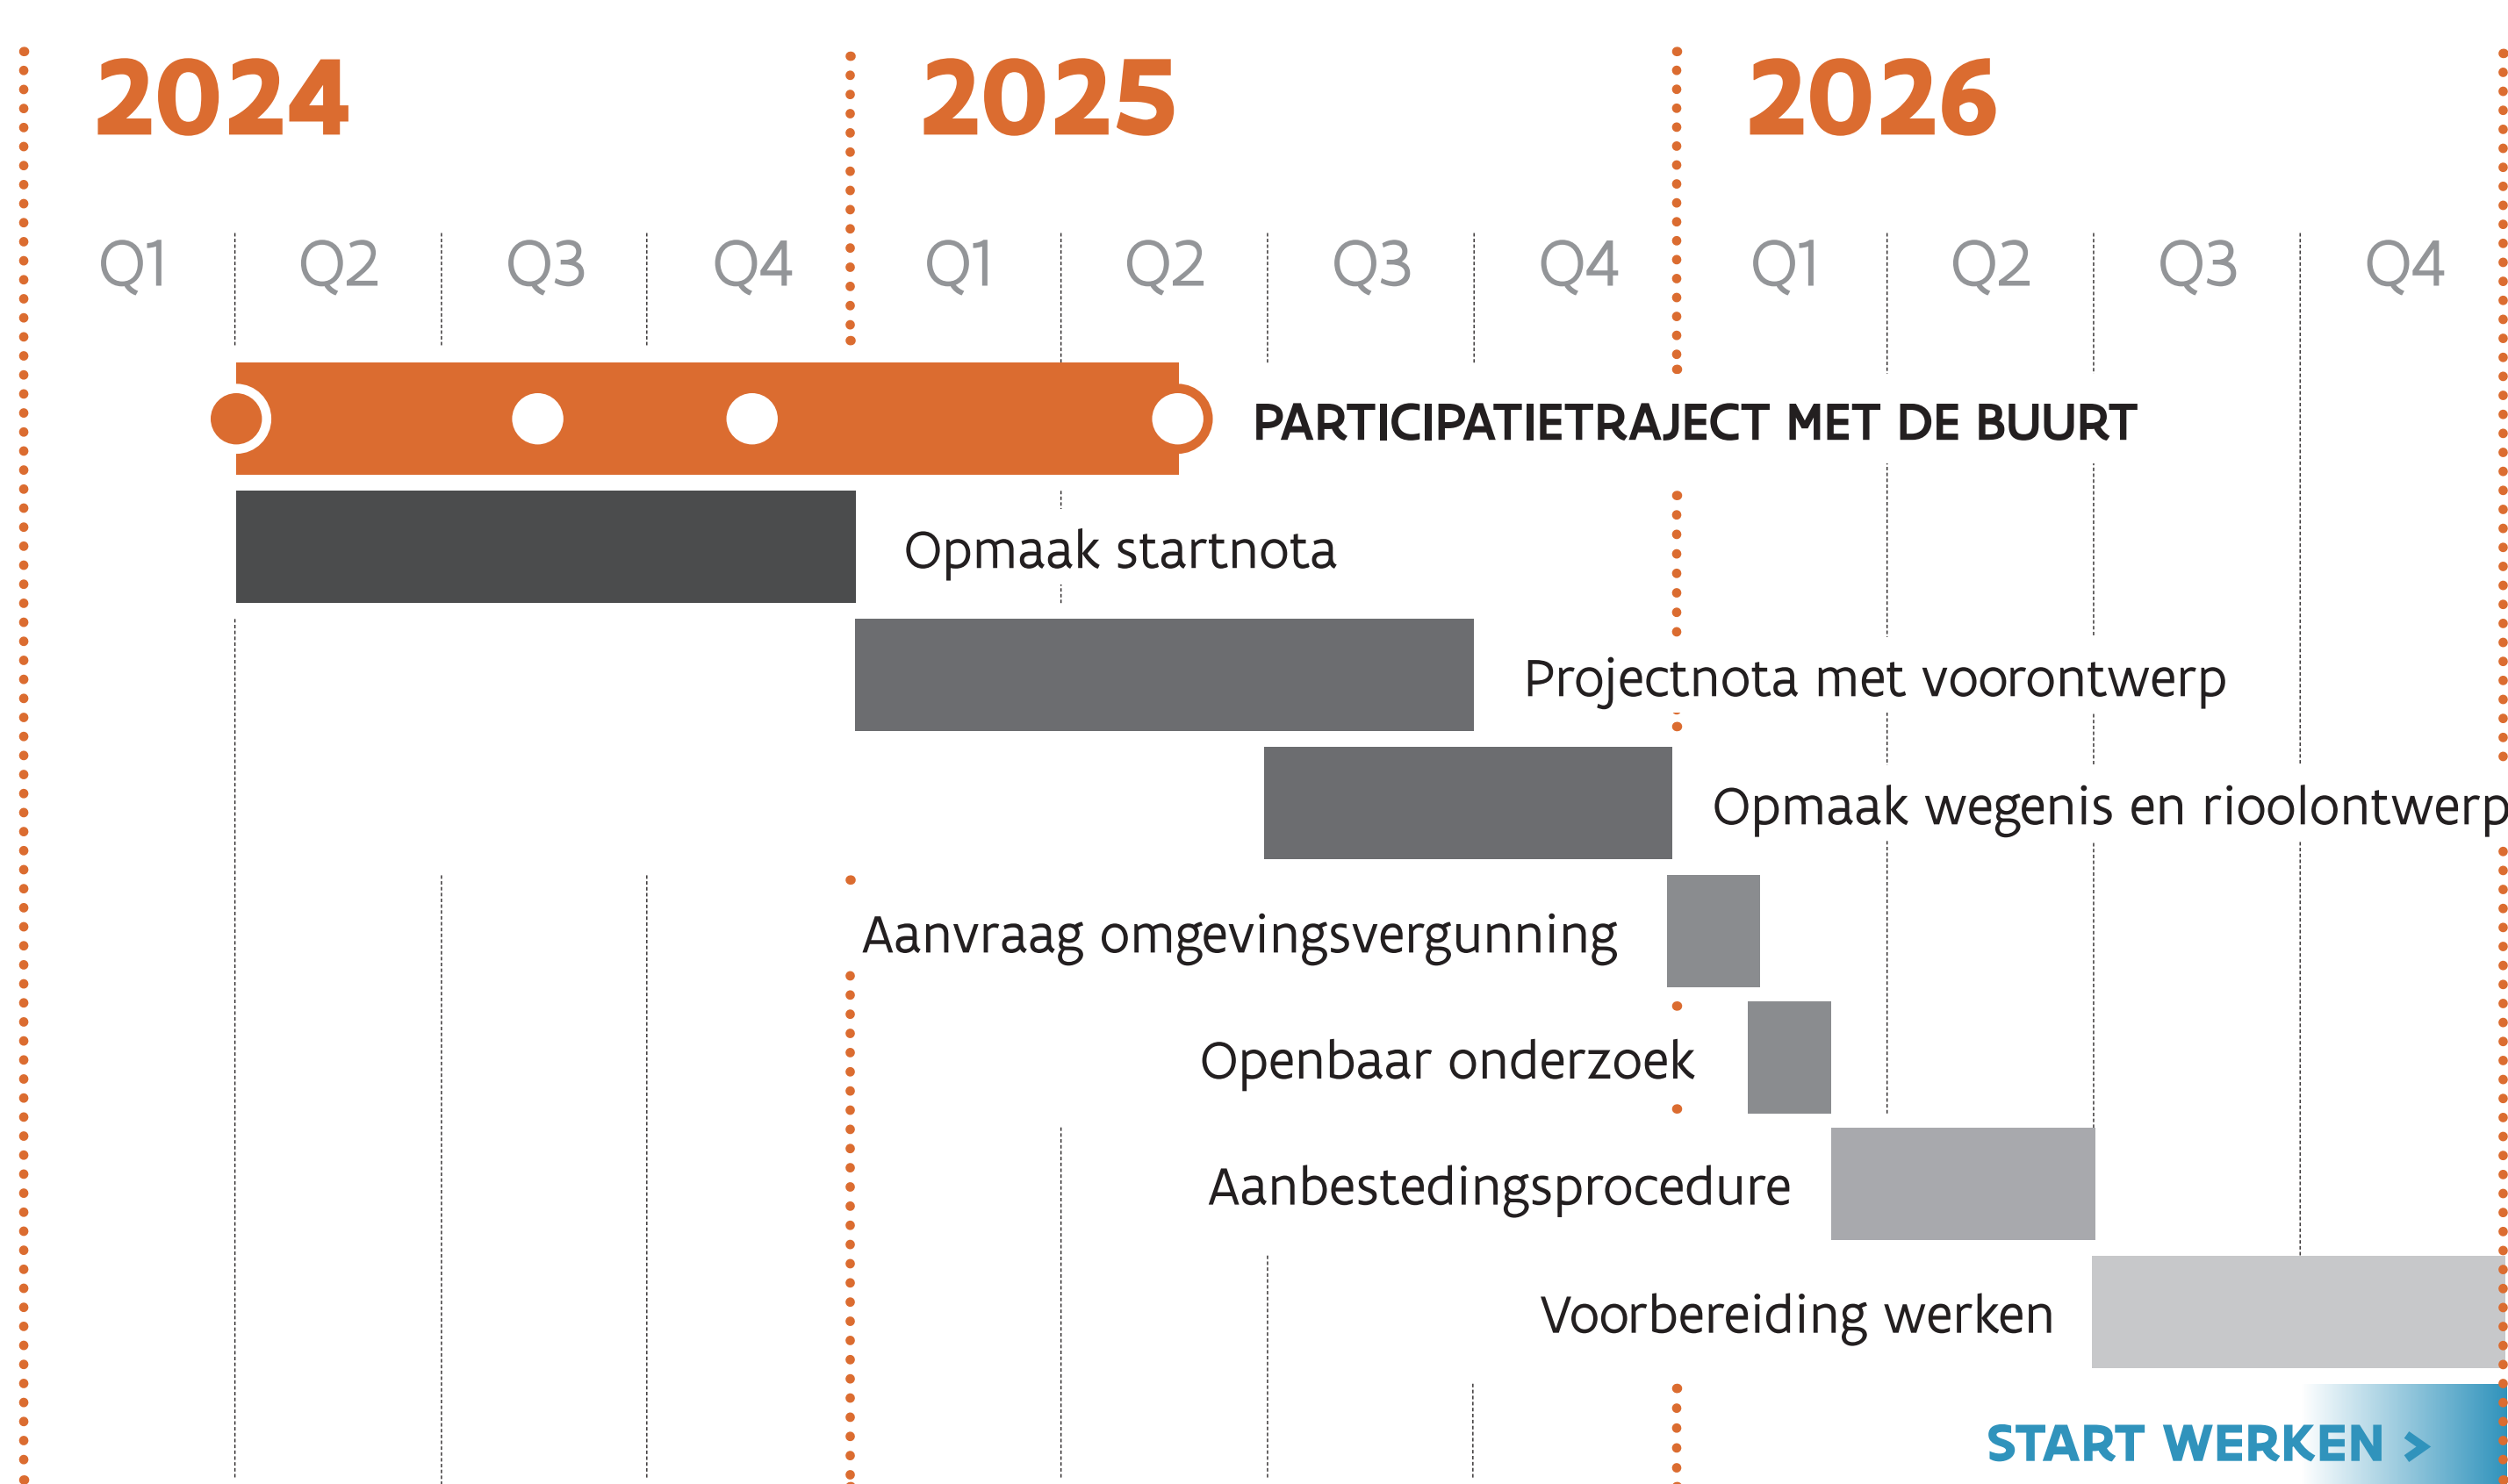 2024 2025 2026
Q1 Q2 Q3 Q4 Q1 Q2 Q3 Q4 Q1 Q2 Q3 Q4
PARTICIPATIETRAJECT MET DE BUURT
Opmaak startnota
Projectnota met voorontwerp
Opmaak wegenis en rioolontwerp
Aanvraag omgevingsvergunning
Openbaar onderzoek
Aanbestedingsprocedure
Voorbereiding werken
START WERKEN >